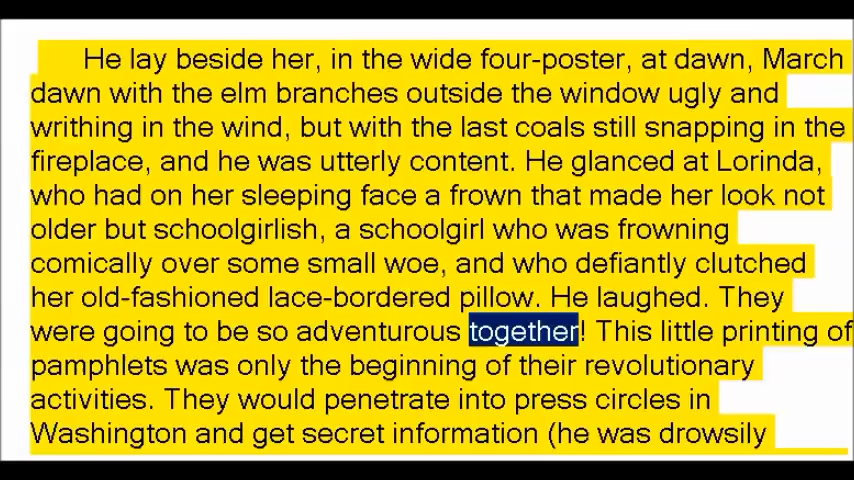 He lay beside her, in the wide four-poster, at dawn, March
dawn with the elm branches outside the window ugly and
writhing in the wind, but with the last coals still snapping in the
fireplace, and he was utterly content. He glanced at Lorinda,
who had on her sleeping face a frown that made her look not
older but schoolgirlish, a schoolgirl who was frowning
comically over some small woe, and who defiantly clutched
her old-fashioned lace-bordered pillow. He laughed. They
were going to be so adventurous together! This little printing of
pamphlets was only the beginning of their revolutionary
activities. They would penetrate into press circles in
Washington and get secret information (he was drowsily